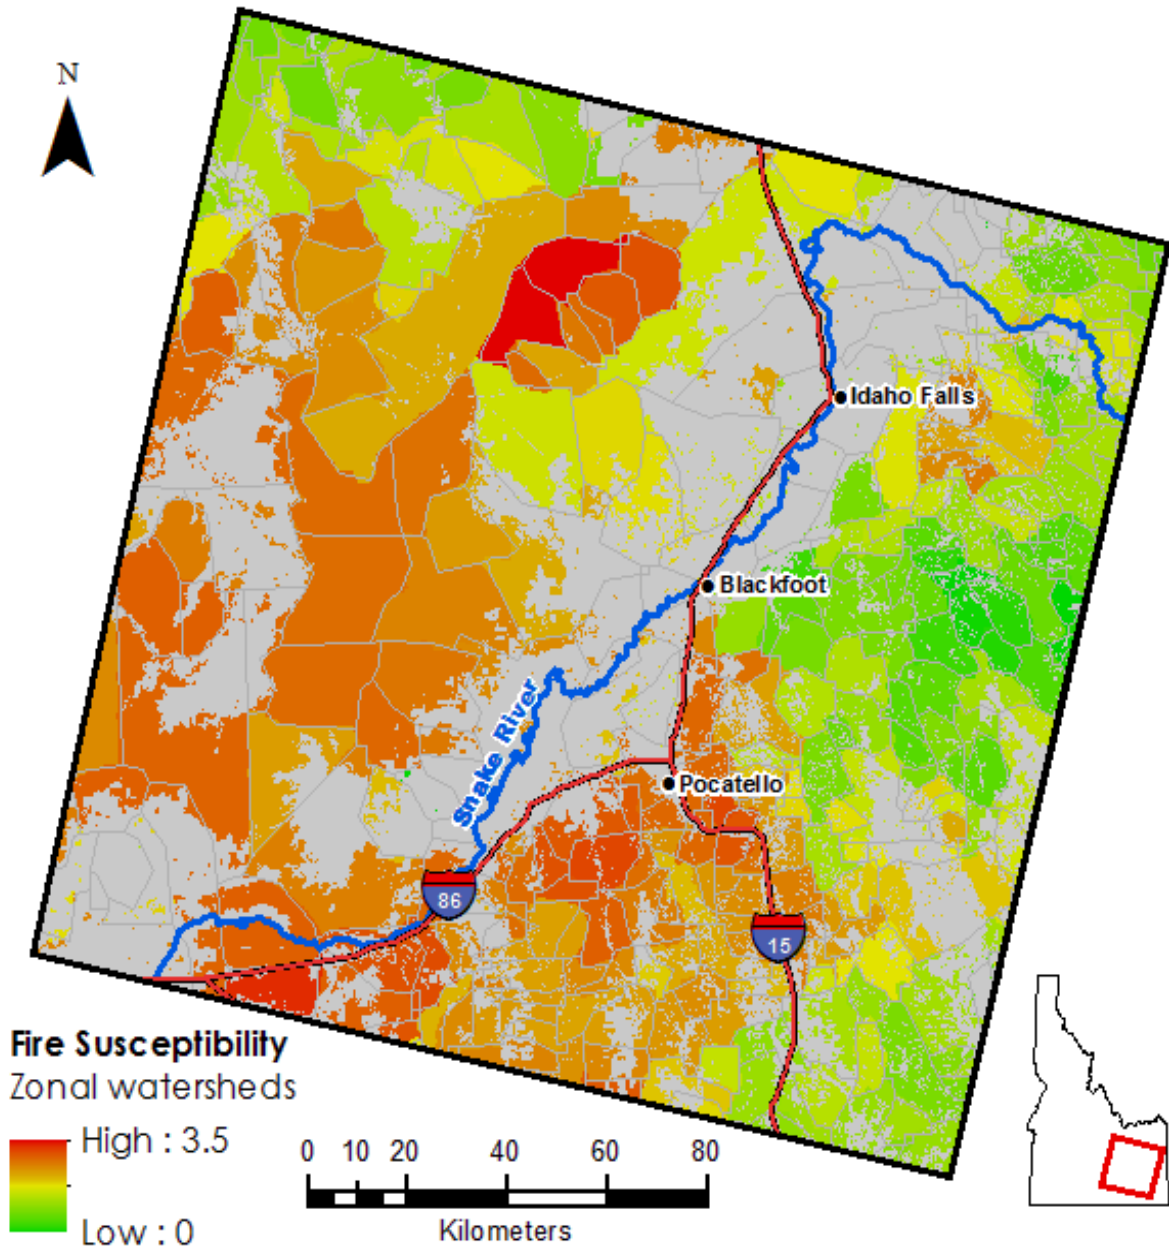 N
Idaho Falls
Blackfoot
Snake River
Pocatello
86
15
Fire Susceptibility
Zonal watersheds
High : 3.5
Low : 0
0 10 20 40 60 80
Kilometers